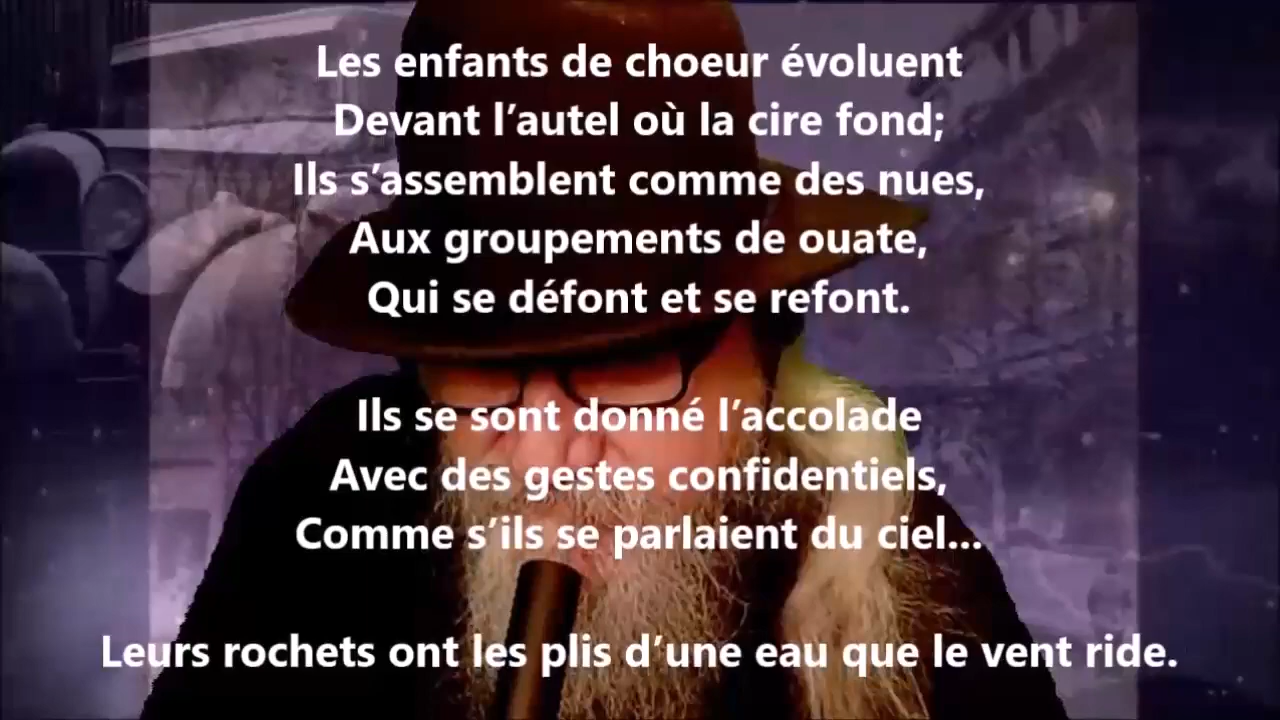 Les enfants de choeur évoluent
Devant l’autel où la cire fond;
Ils s’assemblent comme des nues,
Aux groupements de ouate,
Qui se défont et se refont.
Ils se sont donné l’accolade
Avec des gestes confidentiels,
Comme s’ils se parlaient du ciel...
Leurs rochets ont les plis d’une eau que le vent ride.